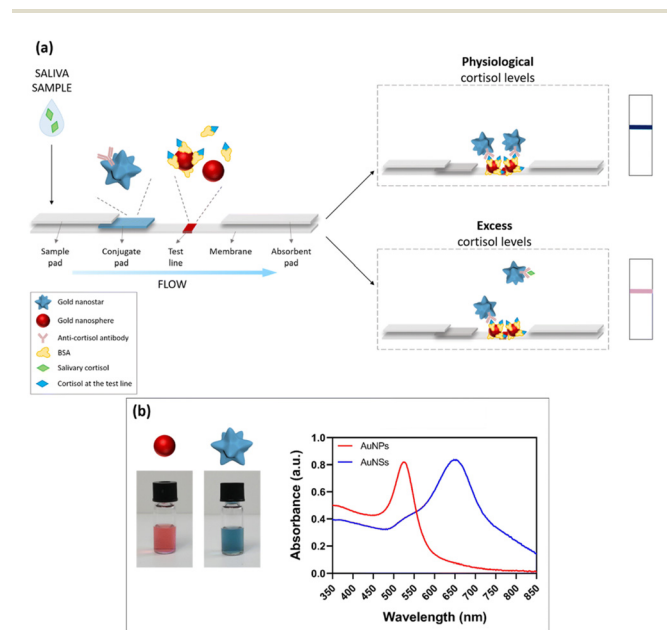 (a)
SALIVA
SAMPLE
Physiological
cortisol levels
Sample
pad
Conjugate
pad
Test
line
Membrane
Absorbent
pad
FLOW
Excess
cortisol levels
Gold nanostar
Gold nanosphere
Anti-cortisol antibody
BSA
Salivary cortisol
Cortisol at the test line
(b)
AuNPs
AuNSs
Absorbance (a.u.)
1.0
0.8
0.6
0.4
0.2
0.0
350 400 450 500 550 600 650 700 750 800 850
Wavelength (nm)